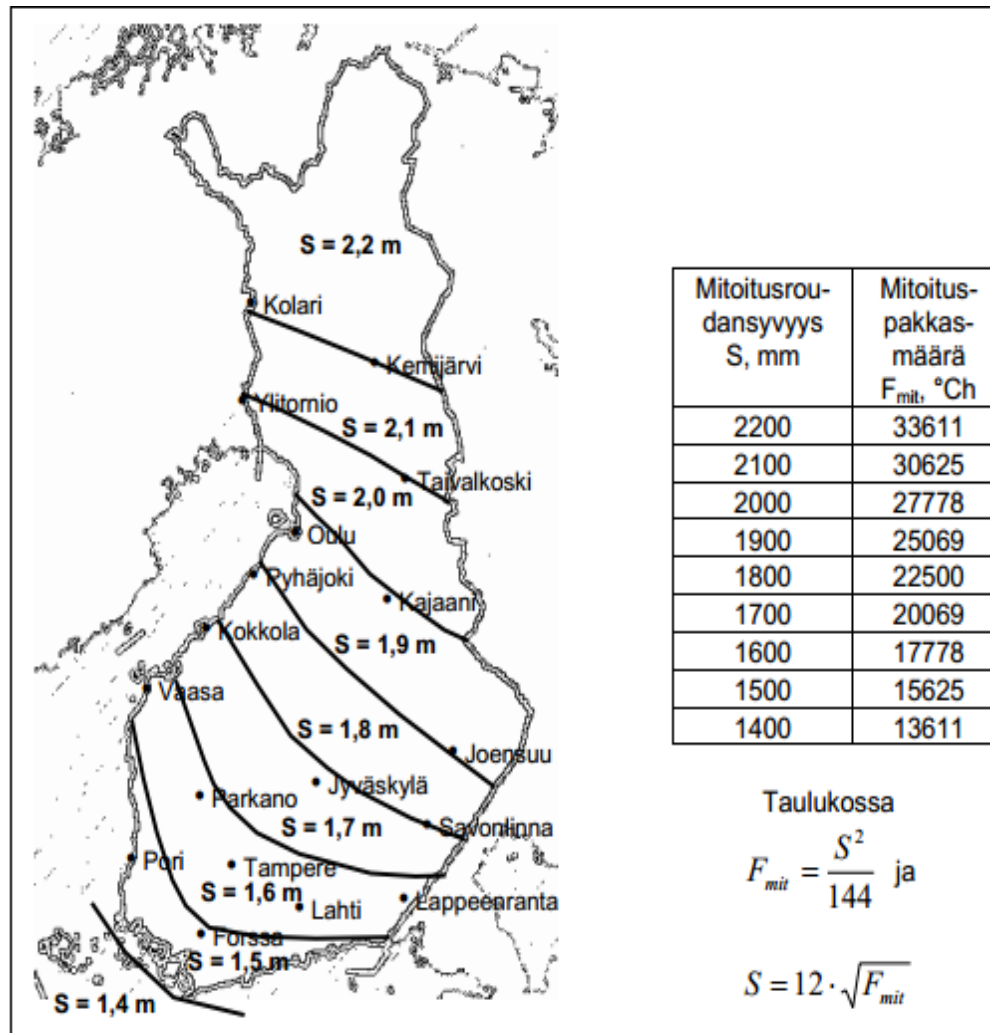 S = 2,2 m
Kolari
Kemijärvi
Ylitornio
S = 2,1 m
Taivalkoski
S = 2,0 m
Oulu
Pyhäjoki
Kajaani
Kokkola
S = 1,9 m
Vaasa
S = 1,8 m
Joensuu
Jyväskylä
Parkano
S = 1,7 m
Savonlinna
Pori
Tampere
S = 1,6 m
Lappeenranta
Lahti
Forssa
S = 1,5 m
S = 1,4 m
Mitoitusrou-
dansyvyys
S, mm
Mitoitus-
pakkas-
määrä
Fmit, °Ch
2200 33611
2100 30625
2000 27778
1900 25069
1800 22500
1700 20069
1600 17778
1500 15625
1400 13611
Taulukossa
F_mit = S²/144 ja
S = 12 · √F_mit